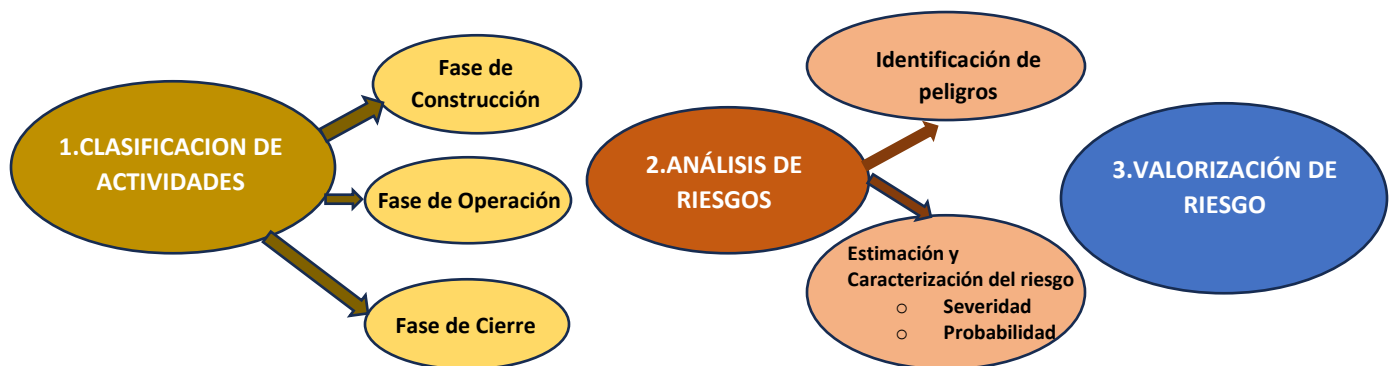 1.CLASIFICACION DE
ACTIVIDADES
Fase de
Construcción
Fase de Operación
Fase de Cierre
2.ANÁLISIS DE
RIESGOS
Identificación de
peligros
Estimación y
Caracterización del riesgo
o Severidad
o Probabilidad
3.VALORIZACIÓN DE
RIESGO